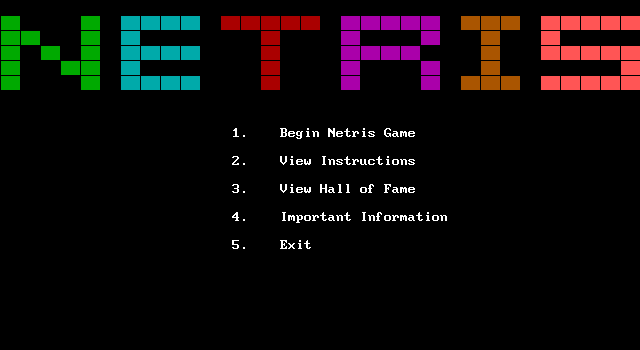 NETRIS
1. Begin Netris Game
2. View Instructions
3. View Hall of Fame
4. Important Information
5. Exit